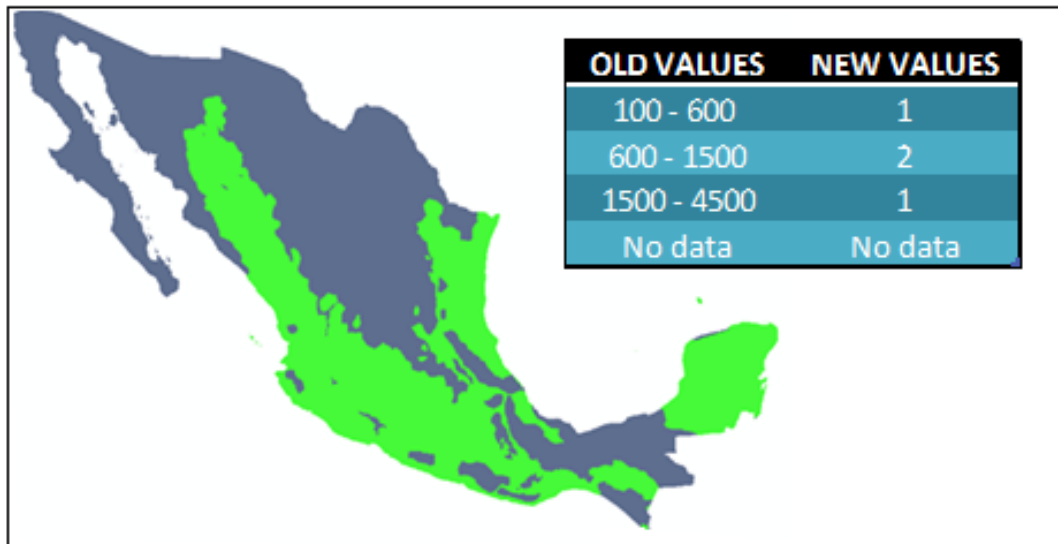 OLD VALUES NEW VALUES
100 - 600 1
600 - 1500 2
1500 - 4500 1
No data No data